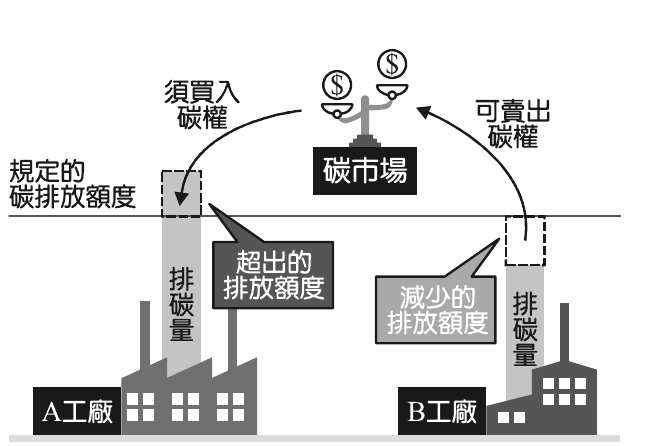 $
$
須買入
碳權
可賣出
碳權
碳市場
規定的
碳排放額度
超出的
排放額度
減少的
排放額度
排碳量
排碳量
A工廠
B工廠